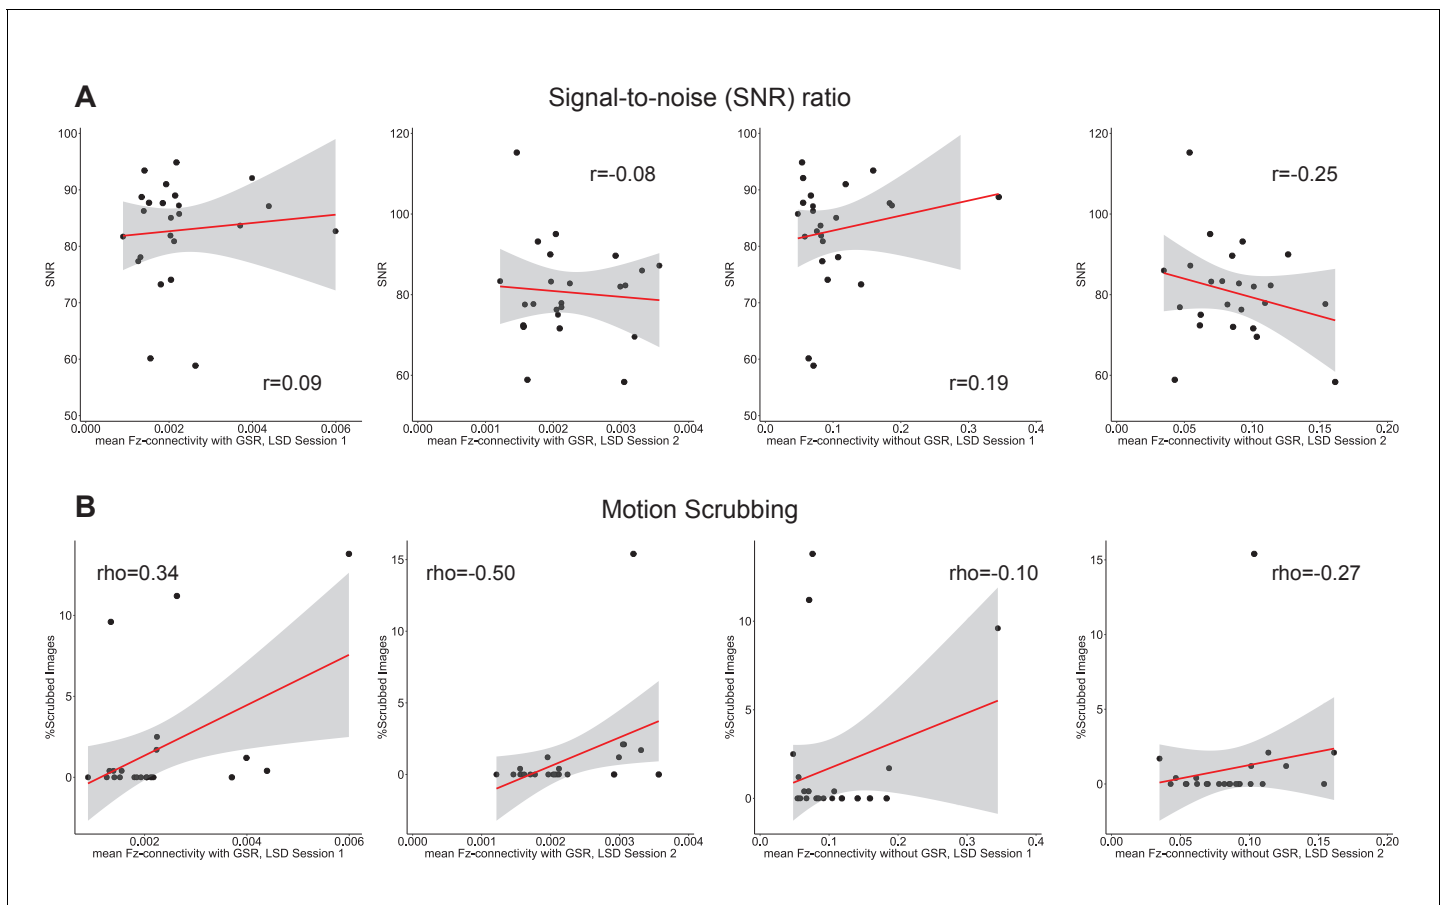 A
Signal-to-noise (SNR) ratio
100
90
80
70
60
50
SNR
r=0.09
0.000
0.002
0.004
0.006
mean Fz-connectivity with GSR, LSD Session 1
120
100
80
60
SNR
r=-0.08
0.000
0.001
0.002
0.003
0.004
mean Fz-connectivity with GSR, LSD Session 2
100
90
80
70
60
50
SNR
r=0.19
0.0
0.1
0.2
0.3
0.4
mean Fz-connectivity without GSR, LSD Session 1
120
100
80
60
SNR
r=-0.25
0.00
0.05
0.10
0.15
0.20
mean Fz-connectivity without GSR, LSD Session 2
B
Motion Scrubbing
10
5
0
%Scrubbed Images
rho=0.34
0.002
0.004
0.006
mean Fz-connectivity with GSR, LSD Session 1
15
10
5
0
%Scrubbed Images
rho=-0.50
0.000
0.001
0.002
0.003
0.004
mean Fz-connectivity with GSR, LSD Session 2
10
5
0
%Scrubbed Images
rho=-0.10
0.0
0.1
0.2
0.3
0.4
mean Fz-connectivity without GSR, LSD Session 1
15
10
5
0
%Scrubbed Images
rho=-0.27
0.00
0.05
0.10
0.15
0.20
mean Fz-connectivity without GSR, LSD Session 2